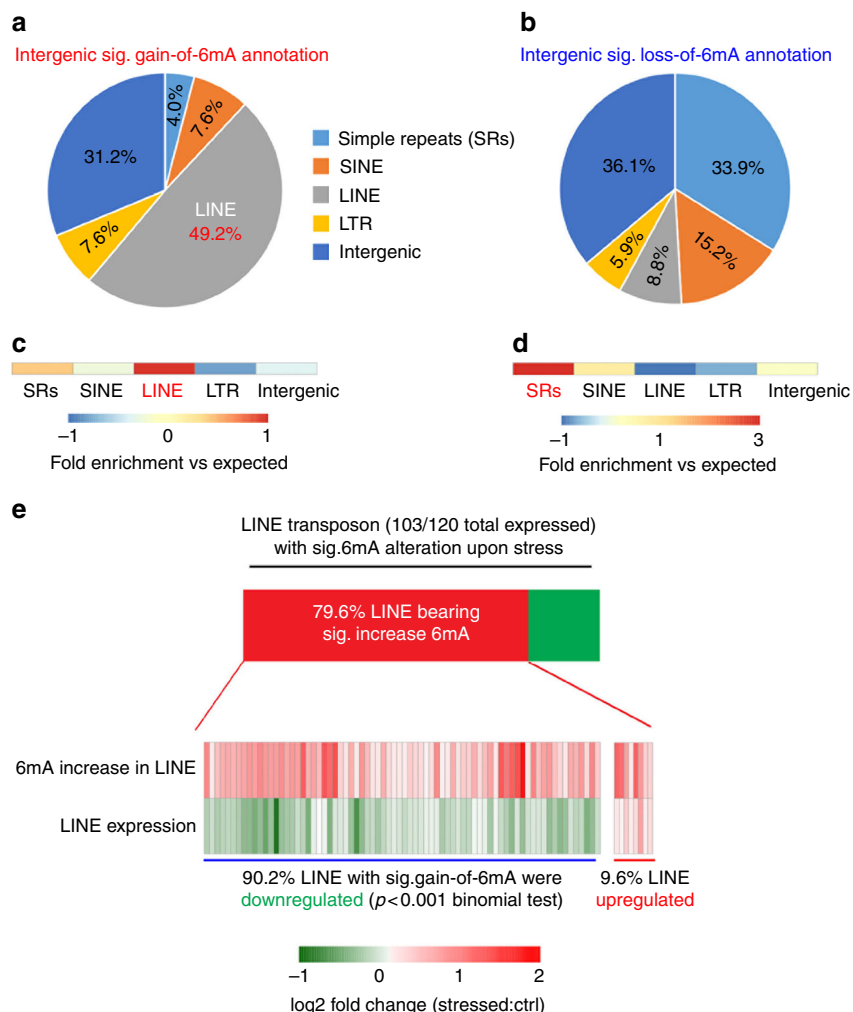 a
Intergenic sig. gain-of-6mA annotation
4.0%
7.6%
31.2%
LINE
49.2%
7.6%
Simple repeats (SRs)
SINE
LINE
LTR
Intergenic
b
Intergenic sig. loss-of-6mA annotation
36.1%
33.9%
15.2%
8.8%
5.9%
c
SRs SINE LINE LTR Intergenic
−1 0 1
Fold enrichment vs expected
d
SRs SINE LINE LTR Intergenic
−1 1 3
Fold enrichment vs expected
e
LINE transposon (103/120 total expressed)
with sig.6mA alteration upon stress
79.6% LINE bearing
sig. increase 6mA
6mA increase in LINE
LINE expression
90.2% LINE with sig.gain-of-6mA were
downregulated (p<0.001 binomial test)
9.6% LINE
upregulated
−1 0 1 2
log2 fold change (stressed:ctrl)